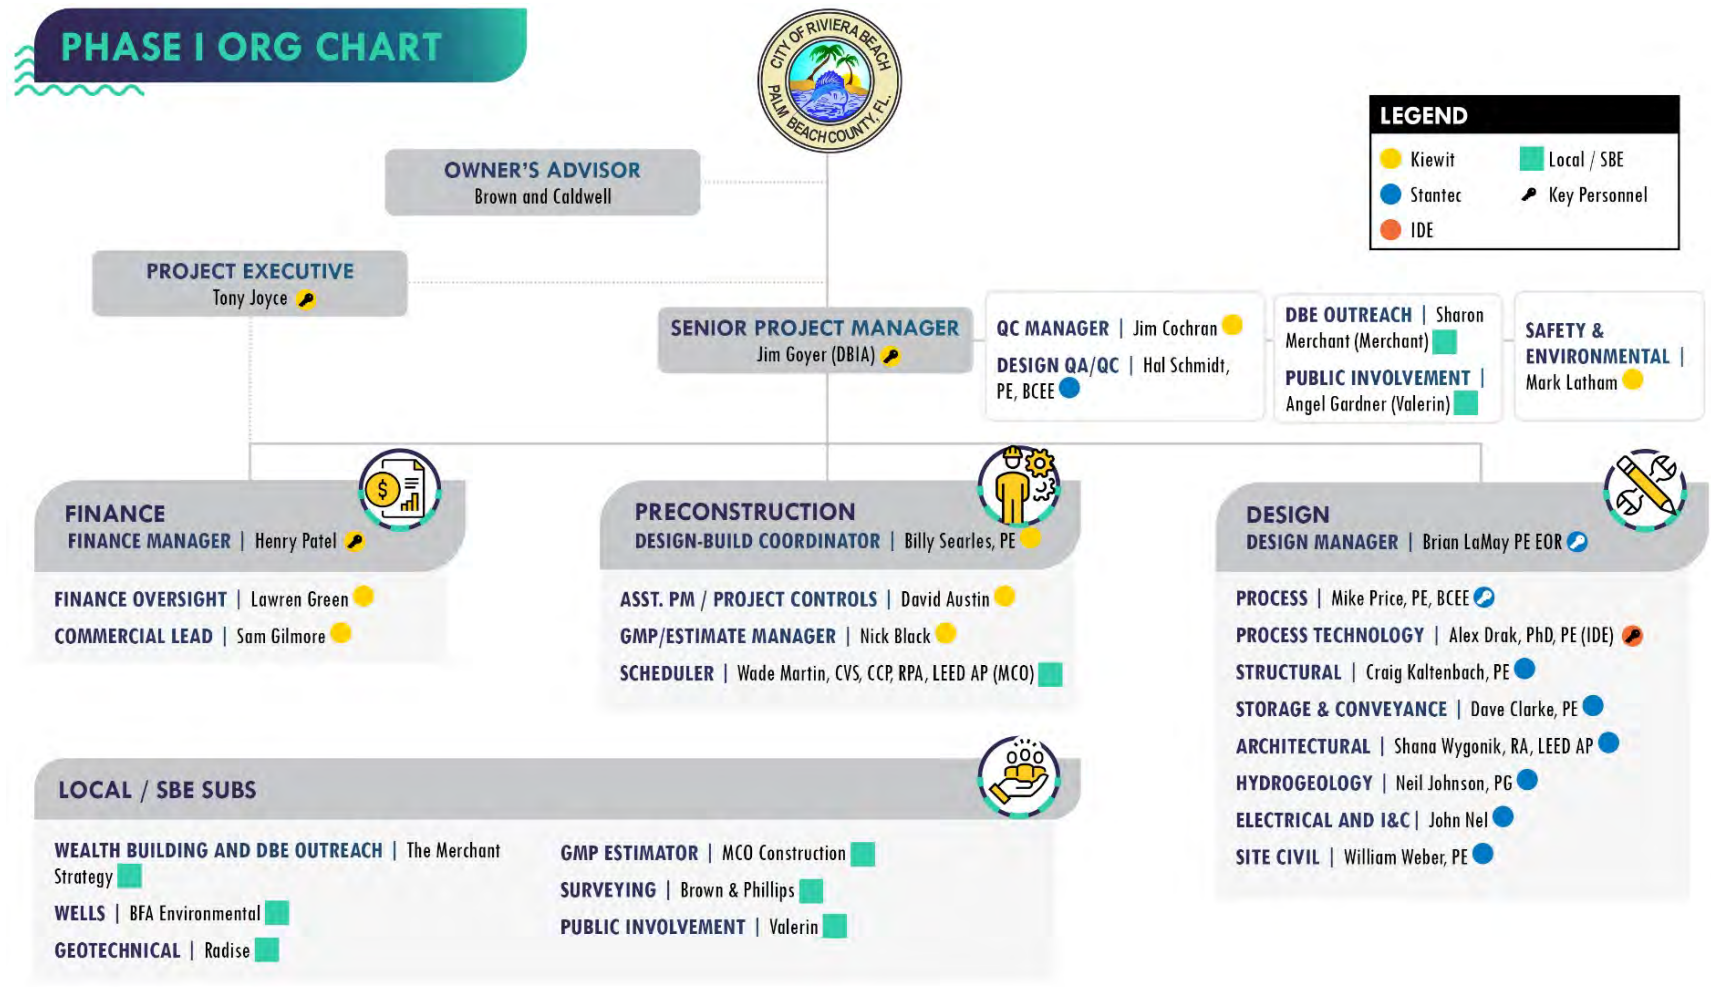 PHASE I ORG CHART
CITY OF RIVIERA BEACH
PALM BEACH COUNTY, FL.
LEGEND
Kiewit
Local / SBE
Stantec
Key Personnel
IDE
OWNER'S ADVISOR
Brown and Caldwell
PROJECT EXECUTIVE
Tony Joyce
SENIOR PROJECT MANAGER
Jim Goyer (DBIA)
QC MANAGER | Jim Cochran
DESIGN QA/QC | Hal Schmidt,
PE, BCEE
DBE OUTREACH | Sharon
Merchant (Merchant)
PUBLIC INVOLVEMENT |
Angel Gardner (Valerin)
SAFETY &
ENVIRONMENTAL |
Mark Latham
FINANCE
FINANCE MANAGER | Henry Patel
FINANCE OVERSIGHT | Lawren Green
COMMERCIAL LEAD | Sam Gilmore
PRECONSTRUCTION
DESIGN-BUILD COORDINATOR | Billy Searles, PE
ASST. PM / PROJECT CONTROLS | David Austin
GMP/ESTIMATE MANAGER | Nick Black
SCHEDULER | Wade Martin, CVS, CCP, RPA, LEED AP (MCO)
DESIGN
DESIGN MANAGER | Brian LaMay PE EOR
PROCESS | Mike Price, PE, BCEE
PROCESS TECHNOLOGY | Alex Drak, PhD, PE (IDE)
STRUCTURAL | Craig Kaltenbach, PE
STORAGE & CONVEYANCE | Dave Clarke, PE
ARCHITECTURAL | Shana Wygonik, RA, LEED AP
HYDROGEOLOGY | Neil Johnson, PG
ELECTRICAL AND I&C | John Nel
SITE CIVIL | William Weber, PE
LOCAL / SBE SUBS
WEALTH BUILDING AND DBE OUTREACH | The Merchant
Strategy
WELLS | BFA Environmental
GEOTECHNICAL | Radise
GMP ESTIMATOR | MCO Construction
SURVEYING | Brown & Phillips
PUBLIC INVOLVEMENT | Valerin